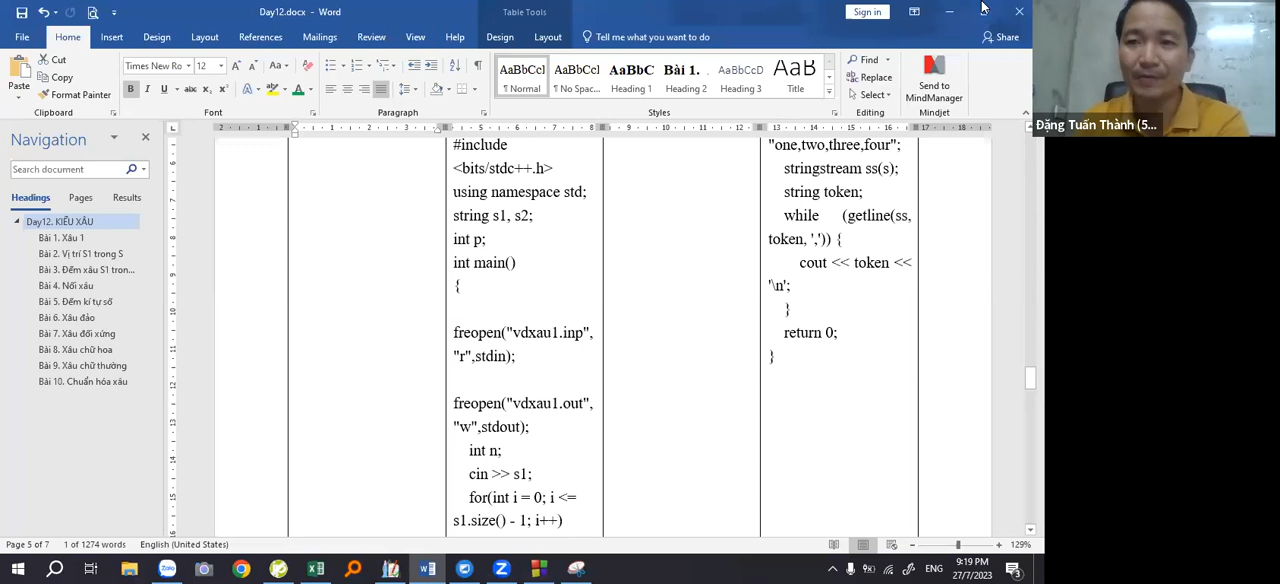 Day12.docx - Word
Table Tools
Sign in
File
Home
Insert
Design
Layout
References
Mailings
Review
View
Help
Design
Layout
Tell me what you want to do
Share
Paste
Cut
Copy
Format Painter
Clipboard
Times New Ro
12
Font
Paragraph
AaBbCcI
¶ Normal
AaBbCcI
¶ No Spac...
AaBbC
Heading 1
Bài 1.
Heading 2
AaBbCcD
Heading 3
AaB
Title
Styles
Find
Replace
Select
Editing
Send to
MindManager
Mindjet
Đặng Tuấn Thành (5...
Navigation
Search document
Headings
Pages
Results
Day12. KIỂU XÂU
Bài 1. Xâu 1
Bài 2. Vị trí S1 trong S
Bài 3. Đếm xâu S1 tron...
Bài 4. Nối xâu
Bài 5. Đếm kí tự số
Bài 6. Xâu đảo
Bài 7. Xâu đối xứng
Bài 8. Xâu chữ hoa
Bài 9. Xâu chữ thường
Bài 10. Chuẩn hóa xâu
#include
<bits/stdc++.h>
using namespace std;
string s1, s2;
int p;
int main()
{
freopen("vdxau1.inp",
"r",stdin);
freopen("vdxau1.out",
"w",stdout);
int n;
cin >> s1;
for(int i = 0; i <=
s1.size() - 1; i++)
"one,two,three,four";
stringstream ss(s);
string token;
while (getline(ss,
token, ',')) {
cout << token <<
'\n';
}
return 0;
}
Page 5 of 7
1 of 1274 words
English (United States)
129%
ENG
9:19 PM
27/7/2023